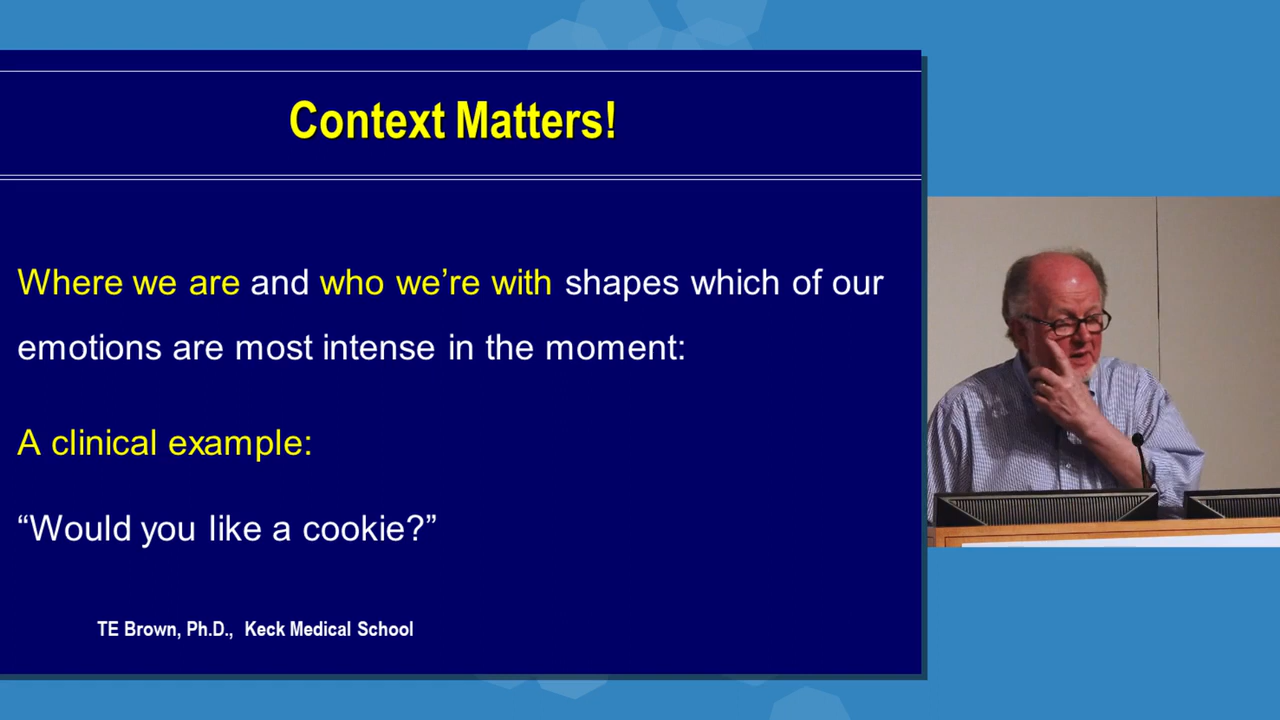 Context Matters!
Where we are and who we’re with shapes which of our
emotions are most intense in the moment:
A clinical example:
“Would you like a cookie?”
TE Brown, Ph.D., Keck Medical School